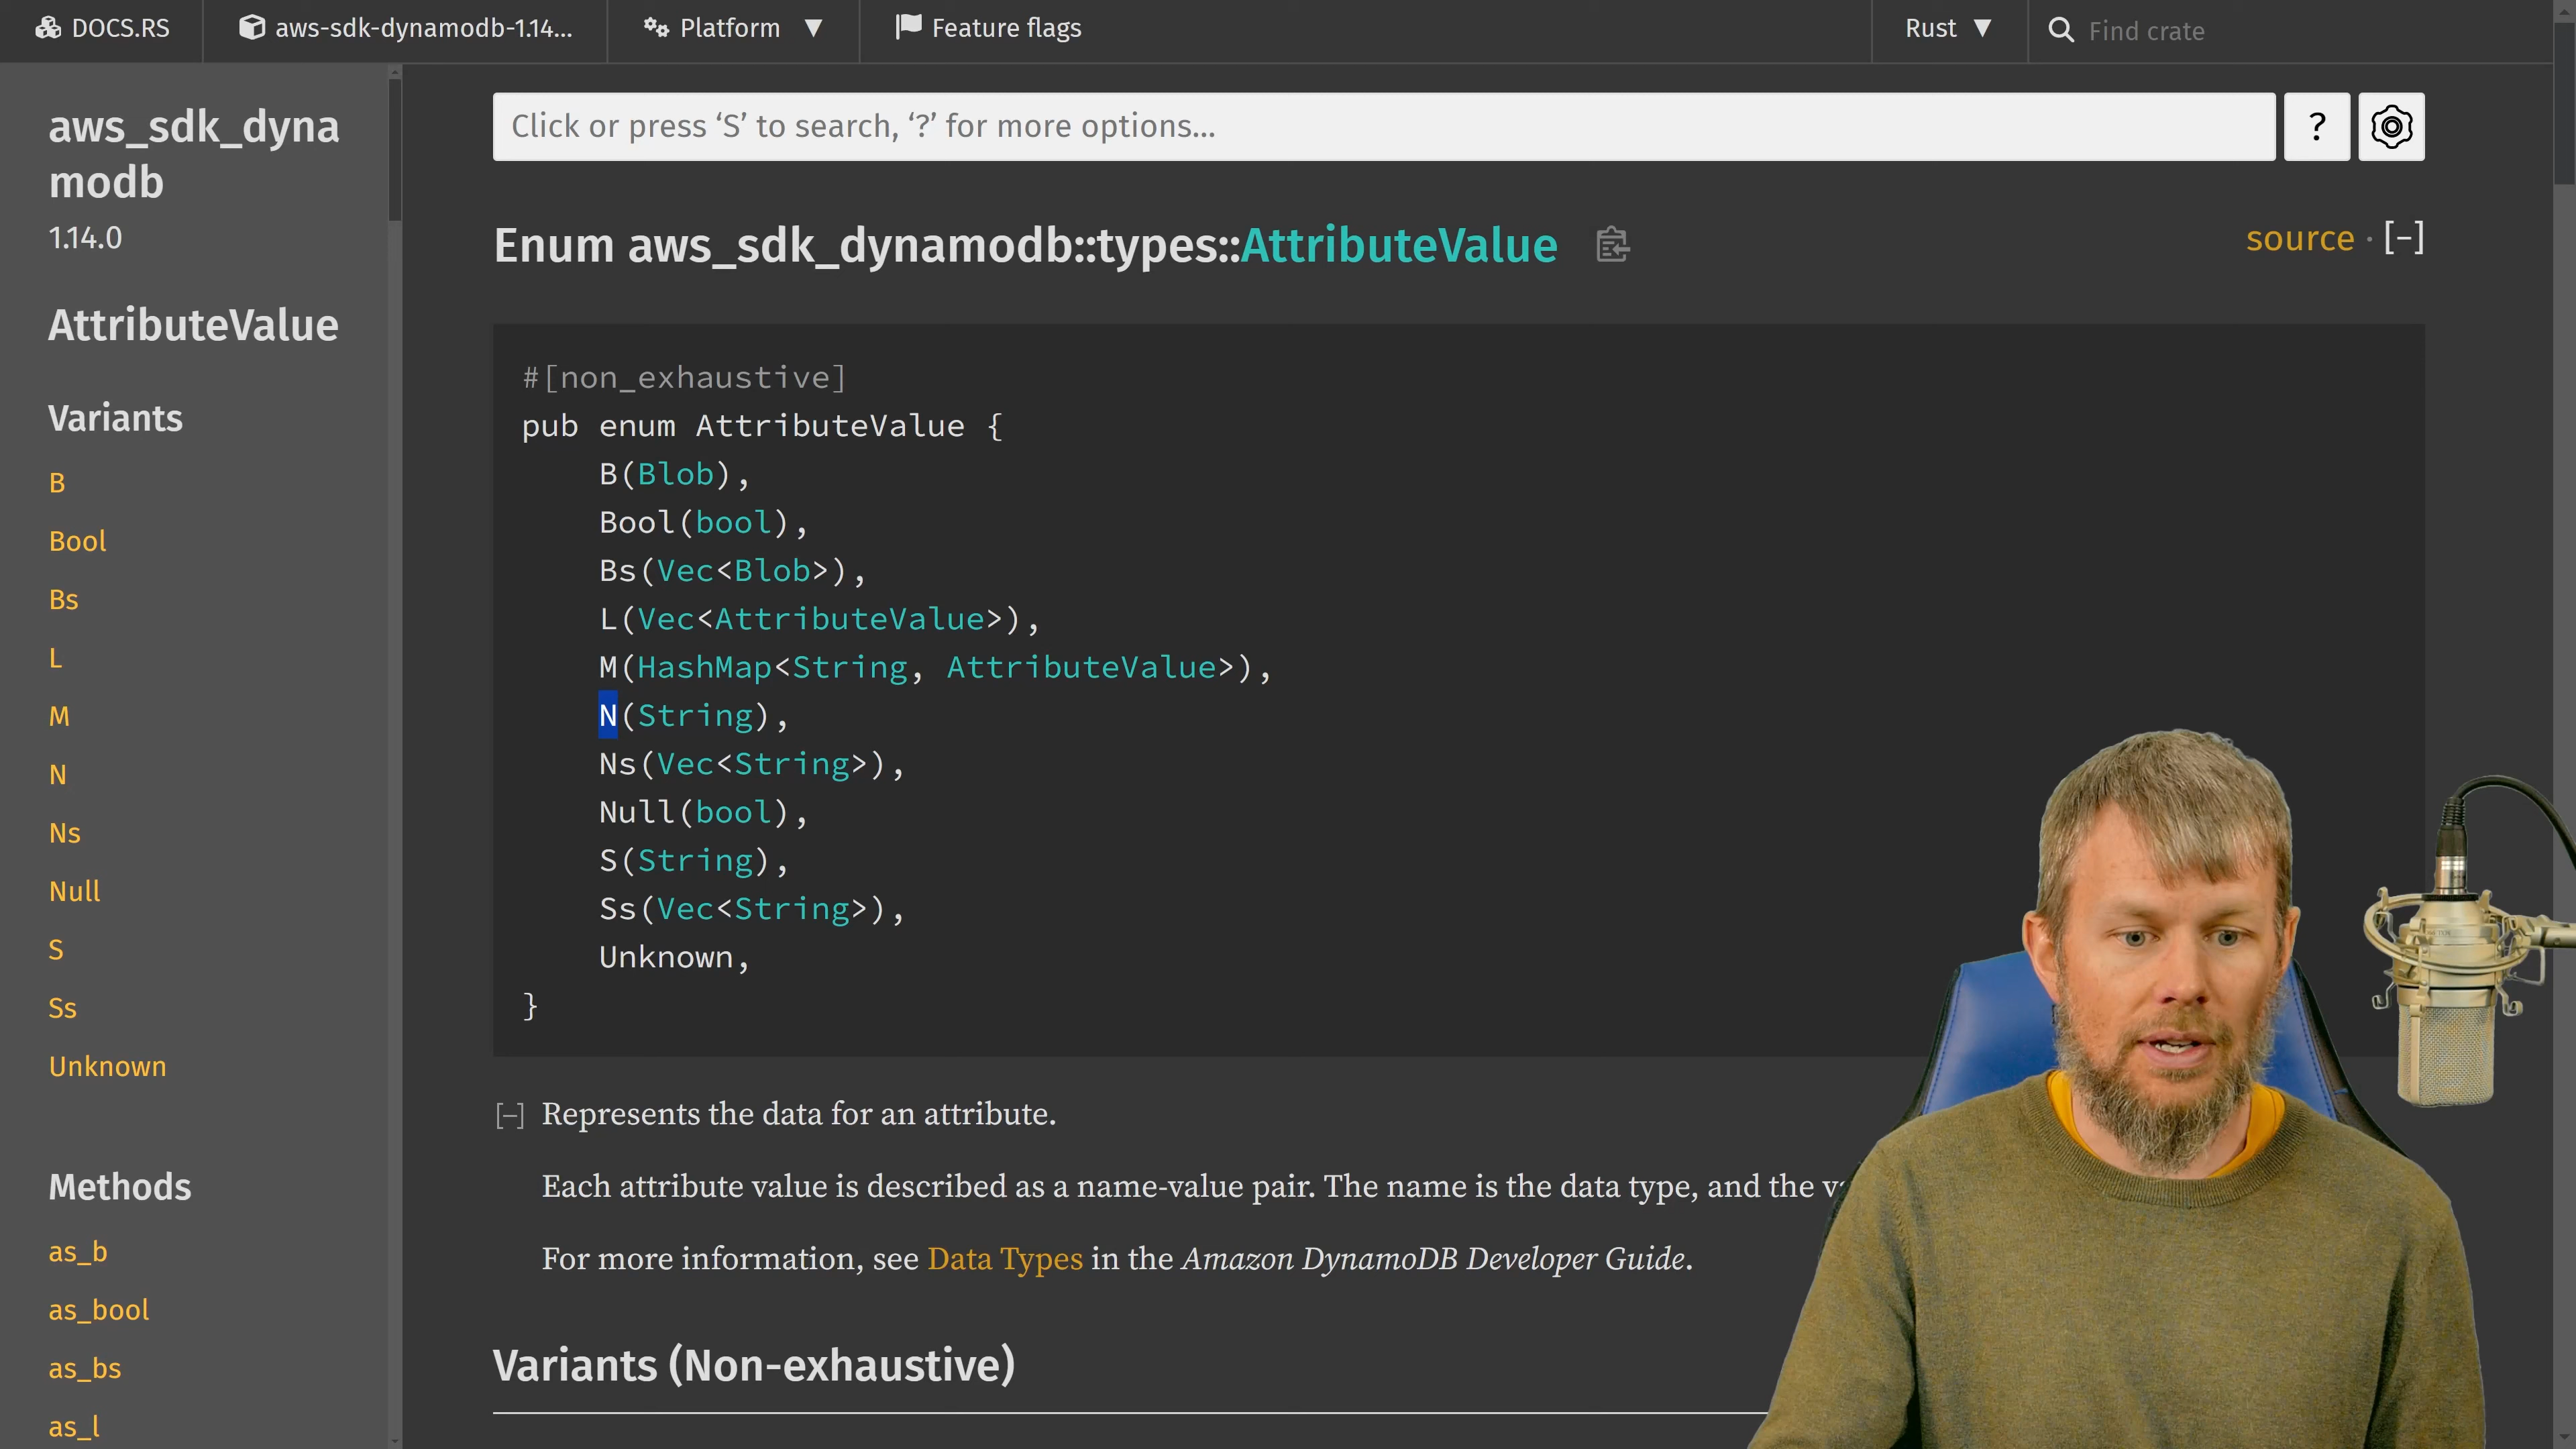 DOCS.RS
aws-sdk-dynamodb-1.14...
Platform ▼
Feature flags
Rust ▼
Find crate
aws_sdk_dyna
modb
1.14.0
AttributeValue
Variants
B
Bool
Bs
L
M
N
Ns
Null
S
Ss
Unknown
Methods
as_b
as_bool
as_bs
as_l
Click or press ‘S’ to search, ‘?’ for more options…
?
Enum aws_sdk_dynamodb::types::AttributeValue
source · [−]
#[non_exhaustive]
pub enum AttributeValue {
    B(Blob),
    Bool(bool),
    Bs(Vec<Blob>),
    L(Vec<AttributeValue>),
    M(HashMap<String, AttributeValue>),
    N(String),
    Ns(Vec<String>),
    Null(bool),
    S(String),
    Ss(Vec<String>),
    Unknown,
}
[−] Represents the data for an attribute.
Each attribute value is described as a name-value pair. The name is the data type, and the
For more information, see Data Types in the Amazon DynamoDB Developer Guide.
Variants (Non-exhaustive)